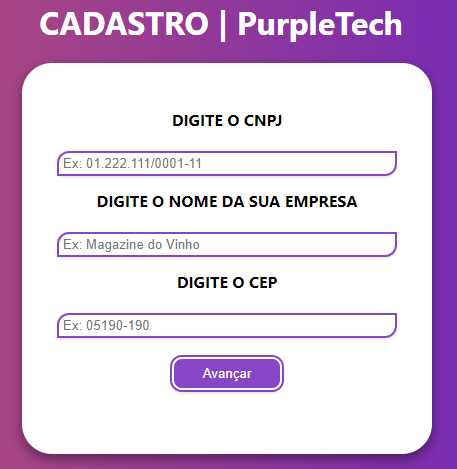 CADASTRO | PurpleTech
DIGITE O CNPJ
Ex: 01.222.111/0001-11
DIGITE O NOME DA SUA EMPRESA
Ex: Magazine do Vinho
DIGITE O CEP
Ex: 05190-190
Avançar